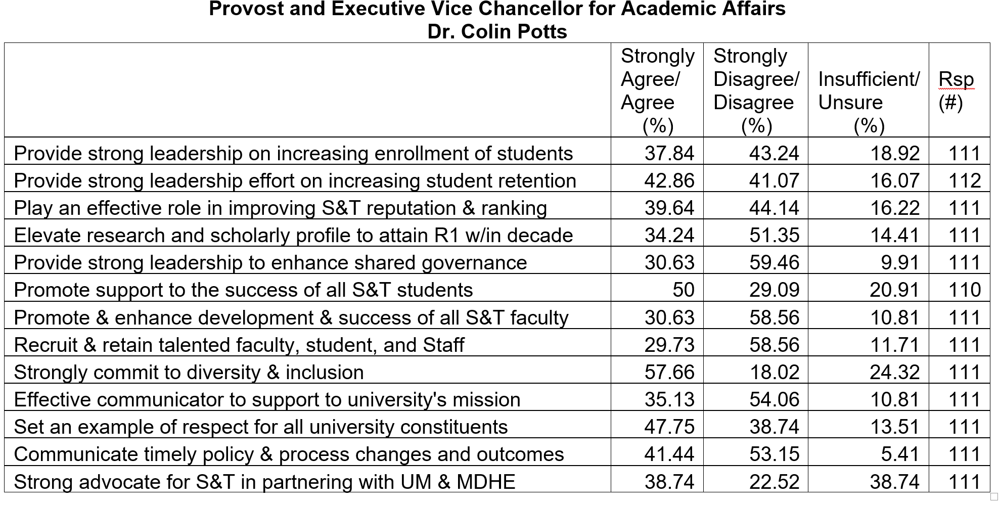 Provost and Executive Vice Chancellor for Academic Affairs
Dr. Colin Potts
Strongly Agree/ Agree (%) Strongly Disagree/ Disagree (%) Insufficient/ Unsure (%) Rsp (#)
Provide strong leadership on increasing enrollment of students 37.84 43.24 18.92 111
Provide strong leadership effort on increasing student retention 42.86 41.07 16.07 112
Play an effective role in improving S&T reputation & ranking 39.64 44.14 16.22 111
Elevate research and scholarly profile to attain R1 w/in decade 34.24 51.35 14.41 111
Provide strong leadership to enhance shared governance 30.63 59.46 9.91 111
Promote support to the success of all S&T students 50 29.09 20.91 110
Promote & enhance development & success of all S&T faculty 30.63 58.56 10.81 111
Recruit & retain talented faculty, student, and Staff 29.73 58.56 11.71 111
Strongly commit to diversity & inclusion 57.66 18.02 24.32 111
Effective communicator to support to university's mission 35.13 54.06 10.81 111
Set an example of respect for all university constituents 47.75 38.74 13.51 111
Communicate timely policy & process changes and outcomes 41.44 53.15 5.41 111
Strong advocate for S&T in partnering with UM & MDHE 38.74 22.52 38.74 111